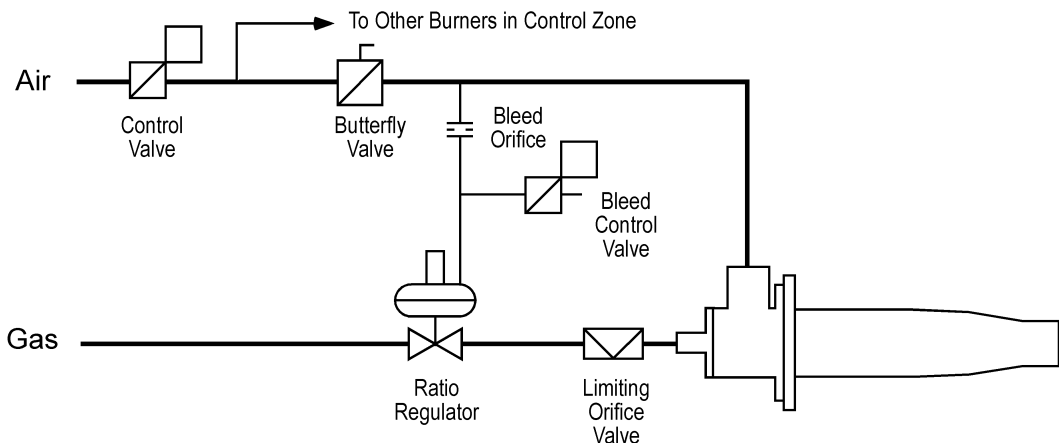 To Other Burners in Control Zone
Air
Control
Valve
Butterfly
Valve
Bleed
Orifice
Bleed
Control
Valve
Gas
Ratio
Regulator
Limiting
Orifice
Valve